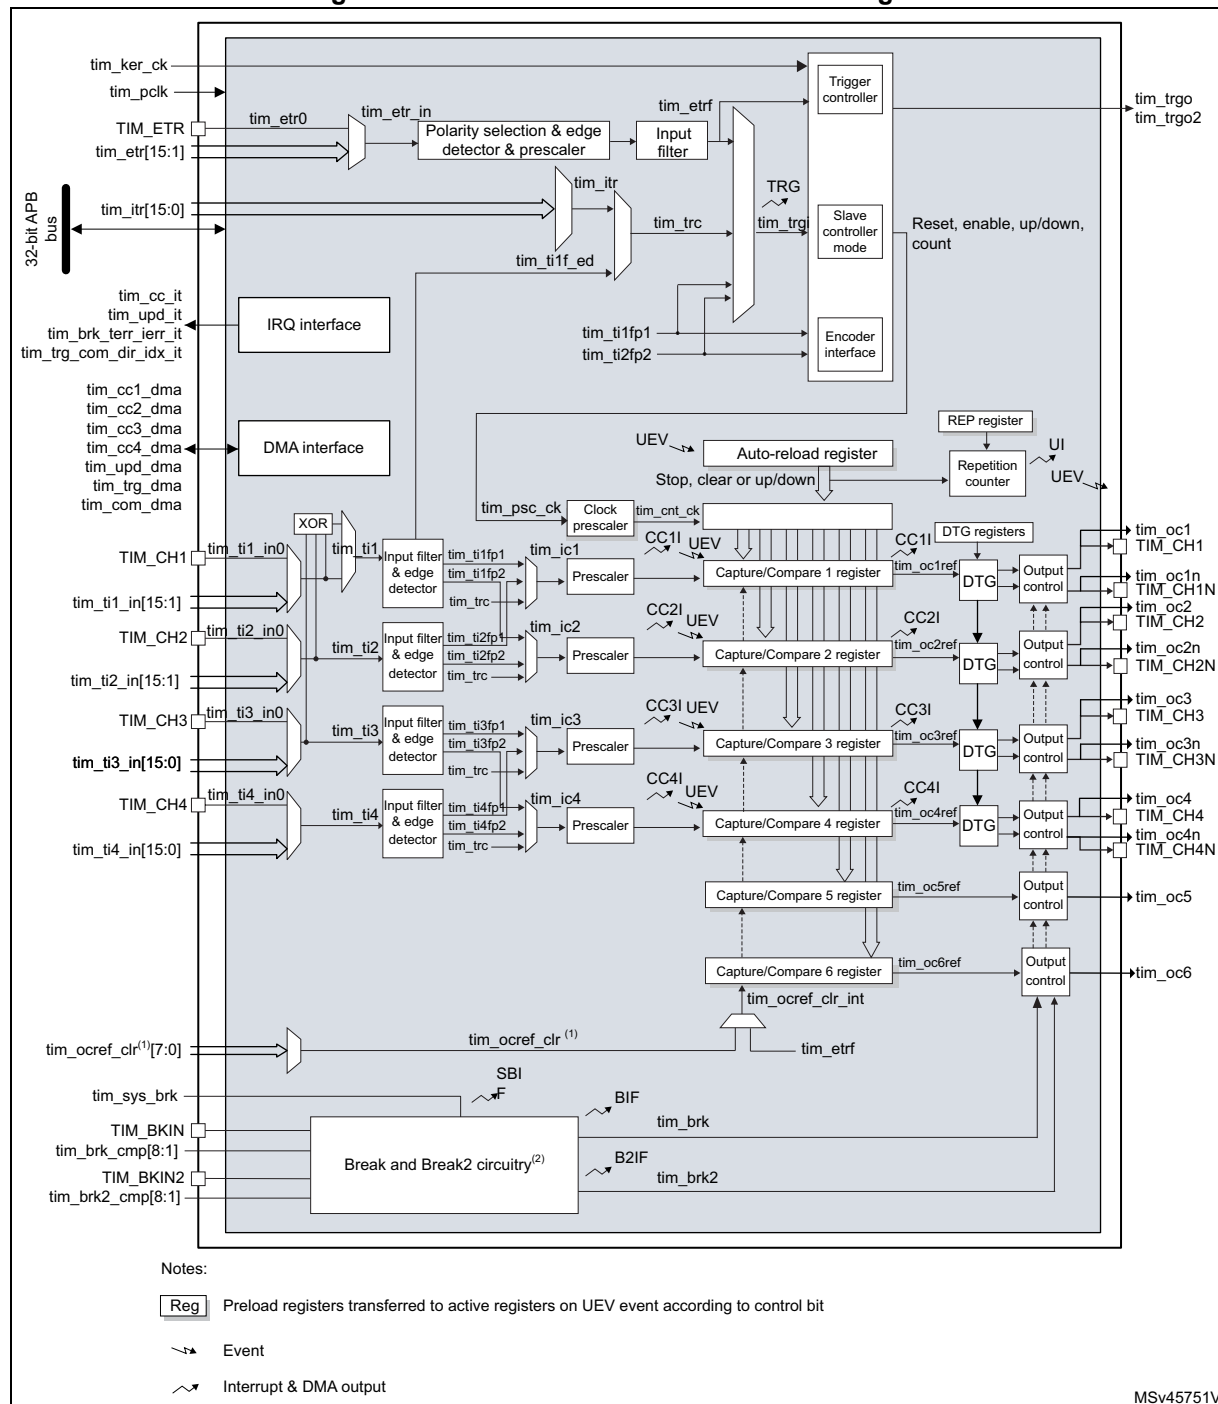 tim_ker_ck
tim_pclk
TIM_ETR
tim_etr0
tim_etr_in
tim_etr[15:1]
Polarity selection & edge
detector & prescaler
Input
filter
tim_etrf
Trigger
controller
tim_trgo
tim_trgo2
32-bit APB
bus
tim_itr[15:0]
tim_itr
tim_trc
tim_ti1f_ed
TRG
tim_trgi
Slave
controller
mode
Reset, enable, up/down,
count
tim_cc_it
tim_upd_it
tim_brk_terr_ierr_it
tim_trg_com_dir_idx_it
IRQ interface
tim_ti1fp1
tim_ti2fp2
Encoder
interface
tim_cc1_dma
tim_cc2_dma
tim_cc3_dma
tim_cc4_dma
tim_upd_dma
tim_trg_dma
tim_com_dma
DMA interface
UEV
Auto-reload register
Stop, clear or up/down
REP register
Repetition
counter
UI
UEV
tim_psc_ck
Clock
prescaler
tim_cnt_ck
XOR
TIM_CH1
tim_ti1_in0
tim_ti1
tim_ti1_in[15:1]
Input filter
& edge
detector
tim_ti1fp1
tim_ti1fp2
tim_trc
tim_ic1
Prescaler
CC1I
UEV
Capture/Compare 1 register
CC1I
tim_oc1ref
DTG registers
DTG
Output
control
tim_oc1
TIM_CH1
tim_oc1n
TIM_CH1N
TIM_CH2
tim_ti2_in0
tim_ti2
tim_ti2_in[15:1]
Input filter
& edge
detector
tim_ti2fp1
tim_ti2fp2
tim_trc
tim_ic2
Prescaler
CC2I
UEV
Capture/Compare 2 register
CC2I
tim_oc2ref
DTG
Output
control
tim_oc2
TIM_CH2
tim_oc2n
TIM_CH2N
TIM_CH3
tim_ti3_in0
tim_ti3
tim_ti3_in[15:0]
Input filter
& edge
detector
tim_ti3fp1
tim_ti3fp2
tim_trc
tim_ic3
Prescaler
CC3I
UEV
Capture/Compare 3 register
CC3I
tim_oc3ref
DTG
Output
control
tim_oc3
TIM_CH3
tim_oc3n
TIM_CH3N
TIM_CH4
tim_ti4_in0
tim_ti4
tim_ti4_in[15:0]
Input filter
& edge
detector
tim_ti4fp1
tim_ti4fp2
tim_trc
tim_ic4
Prescaler
CC4I
UEV
Capture/Compare 4 register
CC4I
tim_oc4ref
DTG
Output
control
tim_oc4
TIM_CH4
tim_oc4n
TIM_CH4N
Capture/Compare 5 register
tim_oc5ref
Output
control
tim_oc5
Capture/Compare 6 register
tim_oc6ref
Output
control
tim_oc6
tim_ocref_clr_int
tim_ocref_clr(1)[7:0]
tim_ocref_clr (1)
tim_etrf
tim_sys_brk
SBI
F
TIM_BKIN
tim_brk_cmp[8:1]
TIM_BKIN2
tim_brk2_cmp[8:1]
Break and Break2 circuitry(2)
BIF
tim_brk
B2IF
tim_brk2
Notes:
Reg Preload registers transferred to active registers on UEV event according to control bit
Event
Interrupt & DMA output